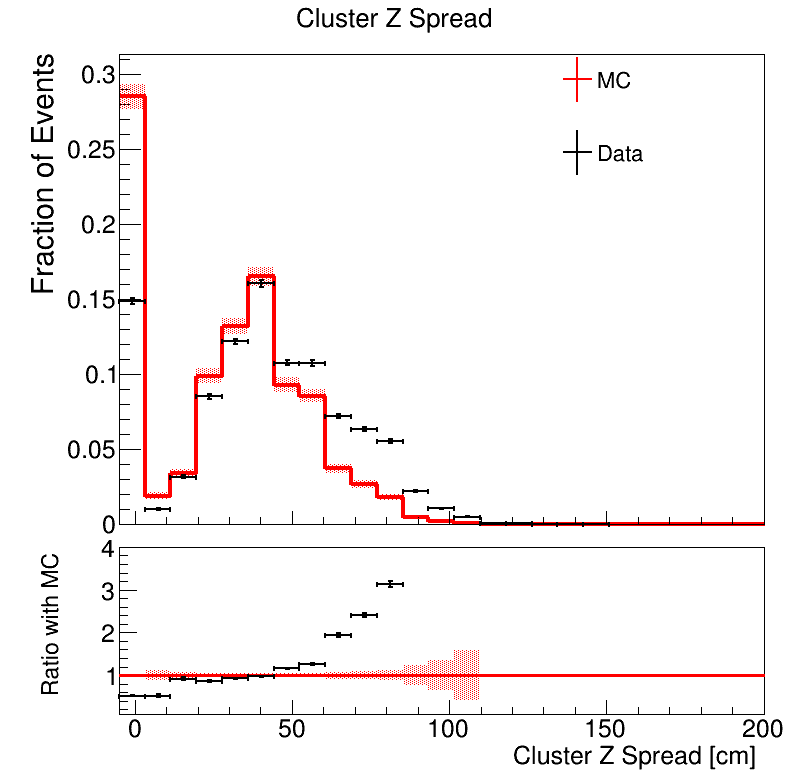 Cluster Z Spread
Fraction of Events
0.3
0.25
0.2
0.15
0.1
0.05
0
MC
Data
Ratio with MC
4
3
2
1
0
50
100
150
200
Cluster Z Spread [cm]